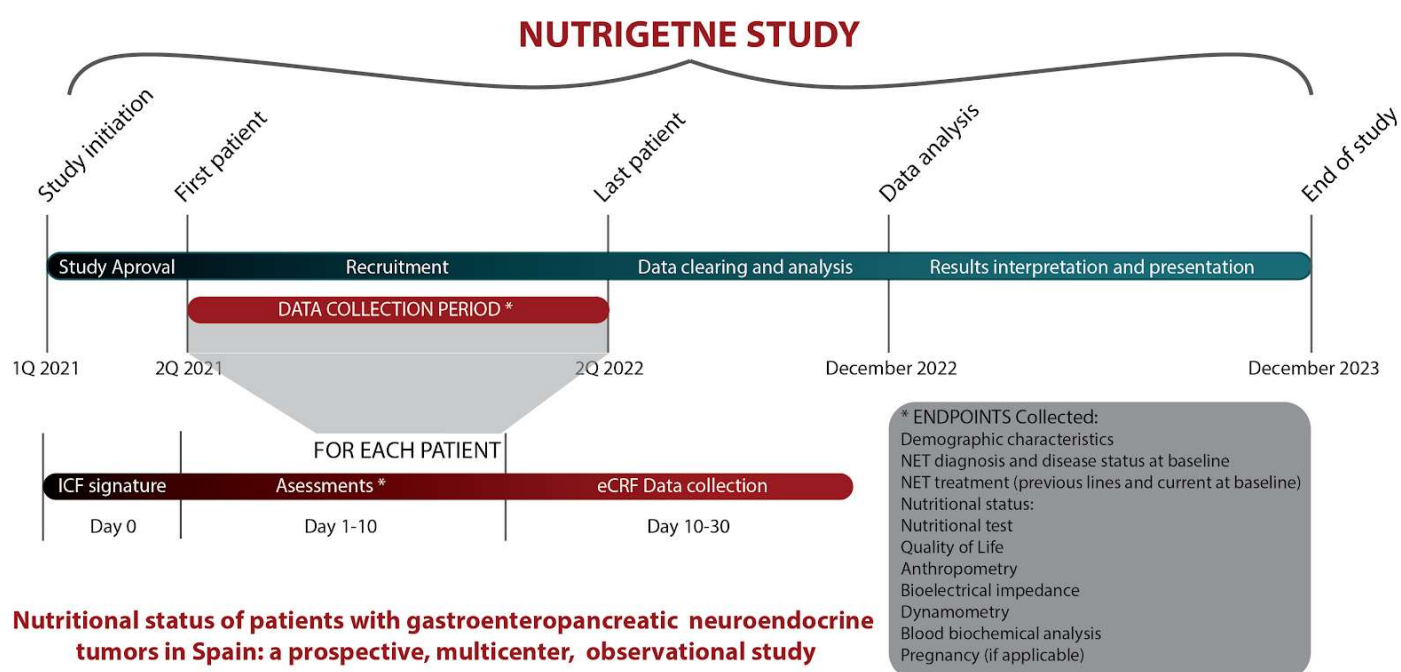 NUTRIGETNE STUDY
Study initiation
First patient
Last patient
Data analysis
End of study
Study Aproval
Recruitment
Data clearing and analysis
Results interpretation and presentation
DATA COLLECTION PERIOD *
1Q 2021
2Q 2021
2Q 2022
December 2022
December 2023
FOR EACH PATIENT
ICF signature
Asessments *
eCRF Data collection
Day 0
Day 1-10
Day 10-30
* ENDPOINTS Collected:
Demographic characteristics
NET diagnosis and disease status at baseline
NET treatment (previous lines and current at baseline)
Nutritional status:
Nutritional test
Quality of Life
Anthropometry
Bioelectrical impedance
Dynamometry
Blood biochemical analysis
Pregnancy (if applicable)
Nutritional status of patients with gastroenteropancreatic neuroendocrine
tumors in Spain: a prospective, multicenter, observational study